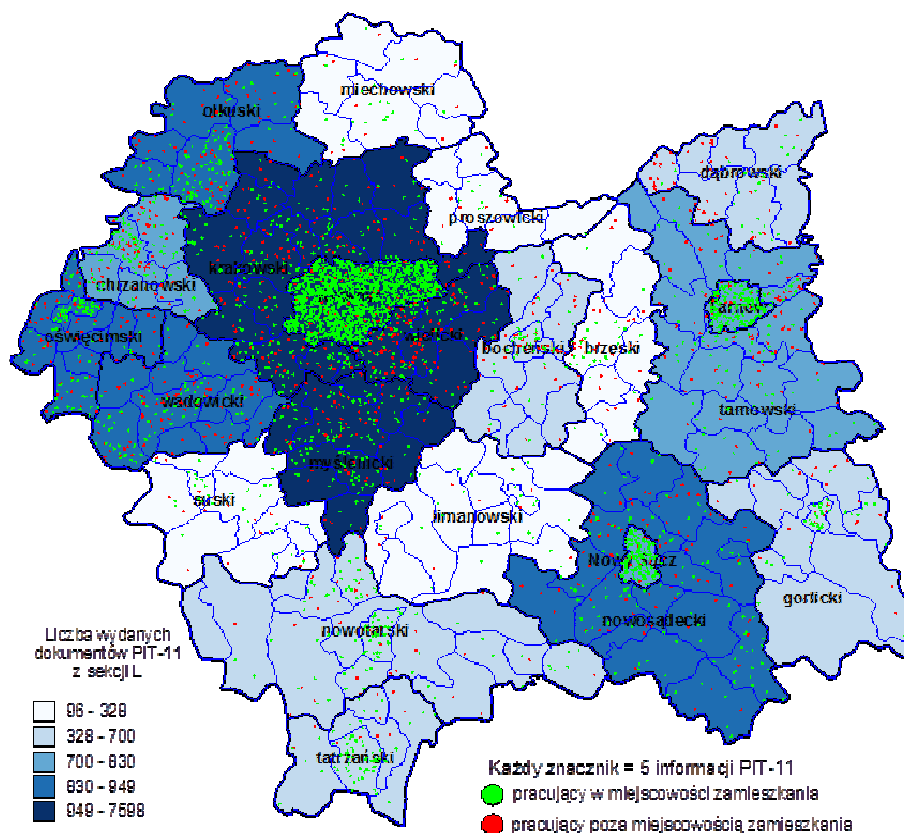 miechowski
olkuski
dąbrowski
proszowicki
krakowski
chrzanowski
wielicki
oświęcimski
bocheński
brzeski
wadowicki
tarnowski
myślenicki
suski
limanowski
Nowy Sącz
gorlicki
nowosądecki
nowotarski
tatrzański
Liczba wydanych
dokumentów PIT-11
z sekcji L
96 - 328
328 - 700
700 - 830
830 - 949
949 - 7598
Każdy znacznik = 5 informacji PIT-11
pracujący w miejscowości zamieszkania
pracujący poza miejscowością zamieszkania